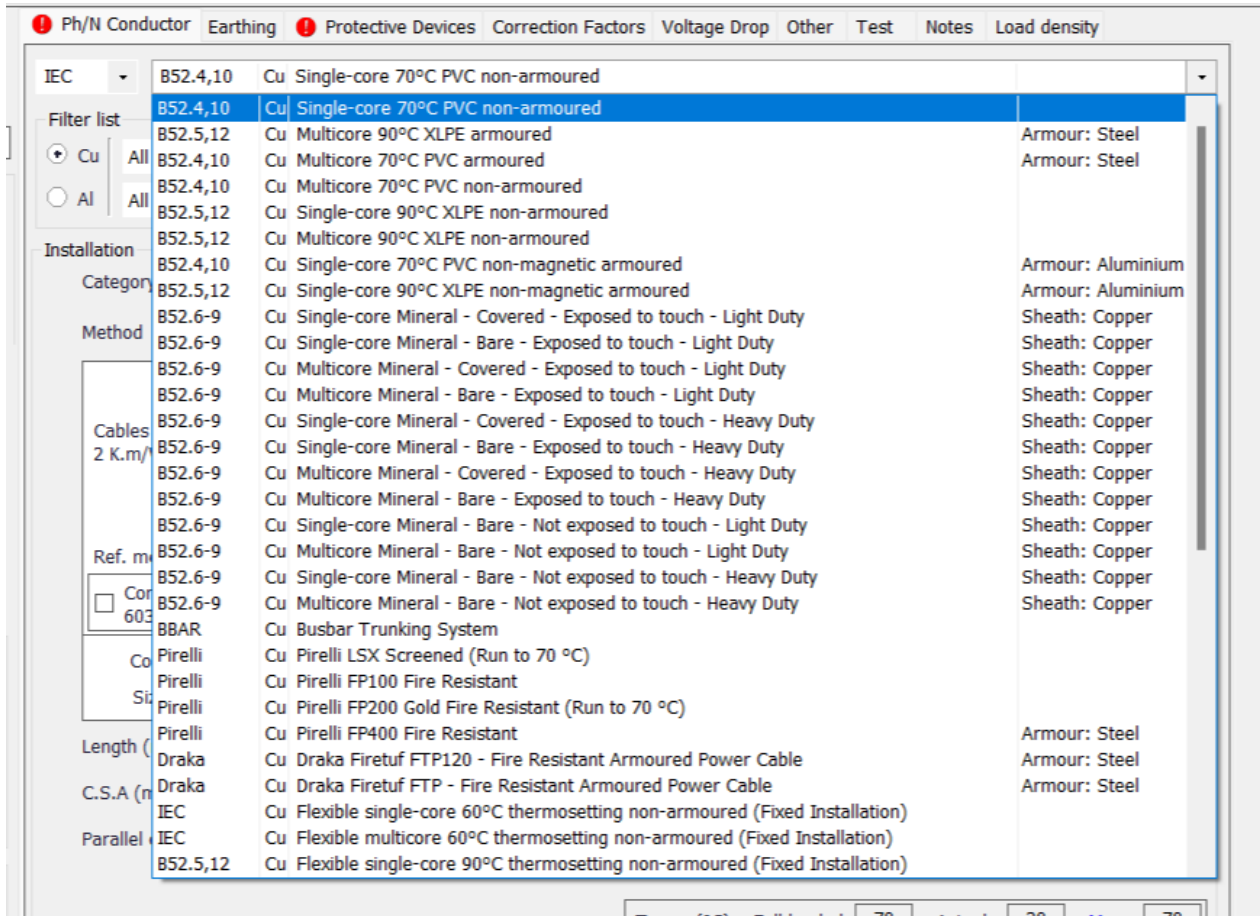 Ph/N Conductor Earthing Protective Devices Correction Factors Voltage Drop Other Test Notes Load density
IEC B52.4,10 Cu Single-core 70°C PVC non-armoured
B52.4,10 Cu Single-core 70°C PVC non-armoured
Filter list
B52.5,12 Cu Multicore 90°C XLPE armoured Armour: Steel
Cu All B52.4,10 Cu Multicore 70°C PVC armoured Armour: Steel
B52.4,10 Cu Multicore 70°C PVC non-armoured
Al All B52.5,12 Cu Single-core 90°C XLPE non-armoured
B52.5,12 Cu Multicore 90°C XLPE non-armoured
Installation
B52.4,10 Cu Single-core 70°C PVC non-magnetic armoured Armour: Aluminium
Category B52.5,12 Cu Single-core 90°C XLPE non-magnetic armoured Armour: Aluminium
B52.6-9 Cu Single-core Mineral - Covered - Exposed to touch - Light Duty Sheath: Copper
Method B52.6-9 Cu Single-core Mineral - Bare - Exposed to touch - Light Duty Sheath: Copper
B52.6-9 Cu Multicore Mineral - Covered - Exposed to touch - Light Duty Sheath: Copper
B52.6-9 Cu Multicore Mineral - Bare - Exposed to touch - Light Duty Sheath: Copper
Cables B52.6-9 Cu Single-core Mineral - Covered - Exposed to touch - Heavy Duty Sheath: Copper
2 K.m/ B52.6-9 Cu Single-core Mineral - Bare - Exposed to touch - Heavy Duty Sheath: Copper
B52.6-9 Cu Multicore Mineral - Covered - Exposed to touch - Heavy Duty Sheath: Copper
B52.6-9 Cu Multicore Mineral - Bare - Exposed to touch - Heavy Duty Sheath: Copper
B52.6-9 Cu Single-core Mineral - Bare - Not exposed to touch - Light Duty Sheath: Copper
Ref. m B52.6-9 Cu Multicore Mineral - Bare - Not exposed to touch - Light Duty Sheath: Copper
B52.6-9 Cu Single-core Mineral - Bare - Not exposed to touch - Heavy Duty Sheath: Copper
Cor
603 B52.6-9 Cu Multicore Mineral - Bare - Not exposed to touch - Heavy Duty Sheath: Copper
BBAR Cu Busbar Trunking System
Co Pirelli Cu Pirelli LSX Screened (Run to 70 °C)
Pirelli Cu Pirelli FP100 Fire Resistant
Si Pirelli Cu Pirelli FP200 Gold Fire Resistant (Run to 70 °C)
Pirelli Cu Pirelli FP400 Fire Resistant Armour: Steel
Length ( Draka Cu Draka Firetuf FTP120 - Fire Resistant Armoured Power Cable Armour: Steel
C.S.A ( Draka Cu Draka Firetuf FTP - Fire Resistant Armoured Power Cable Armour: Steel
IEC Cu Flexible single-core 60°C thermosetting non-armoured (Fixed Installation)
Parallel IEC Cu Flexible multicore 60°C thermosetting non-armoured (Fixed Installation)
B52.5,12 Cu Flexible single-core 90°C thermosetting non-armoured (Fixed Installation)